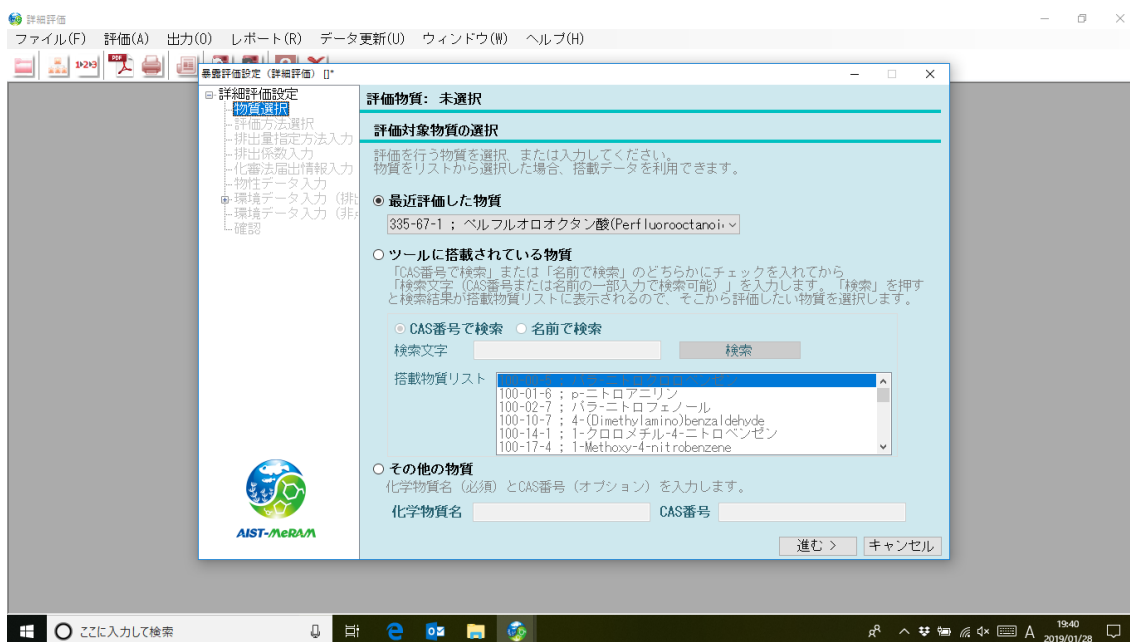 詳細評価
ファイル(F) 評価(A) 出力(O) レポート(R) データ更新(U) ウィンドウ(W) ヘルプ(H)
1▸2▸3 PDF
暴露評価設定 (詳細評価) []*
詳細評価設定
物質選択
評価方法選択
排出量指定方法入力
排出係数入力
化審法届出情報入力
物性データ入力
環境データ入力 (排
環境データ入力 (非
確認
AIST-MeRAM
評価物質: 未選択
評価対象物質の選択
評価を行う物質を選択、または入力してください。
物質をリストから選択した場合、搭載データを利用できます。
最近評価した物質
335-67-1 ; ペルフルオロオクタン酸(Perfluorooctanoi
ツールに搭載されている物質
「CAS番号で検索」または「名前で検索」のどちらかにチェックを入れてから
「検索文字 (CAS番号または名前の一部入力で検索可能) 」を入力します。「検索」を押す
と検索結果が搭載物質リストに表示されるので、そこから評価したい物質を選択します。
CAS番号で検索 名前で検索
検索文字 検索
搭載物質リスト
100-01-6 ; p-ニトロアニリン
100-02-7 ; パラ-ニトロフェノール
100-10-7 ; 4-(Dimethylamino)benzaldehyde
100-14-1 ; 1-クロロメチル-4-ニトロベンゼン
100-17-4 ; 1-Methoxy-4-nitrobenzene
その他の物質
化学物質名 (必須) とCAS番号 (オプション) を入力します。
化学物質名 CAS番号
進む > キャンセル
ここに入力して検索
A
19:40
2019/01/28